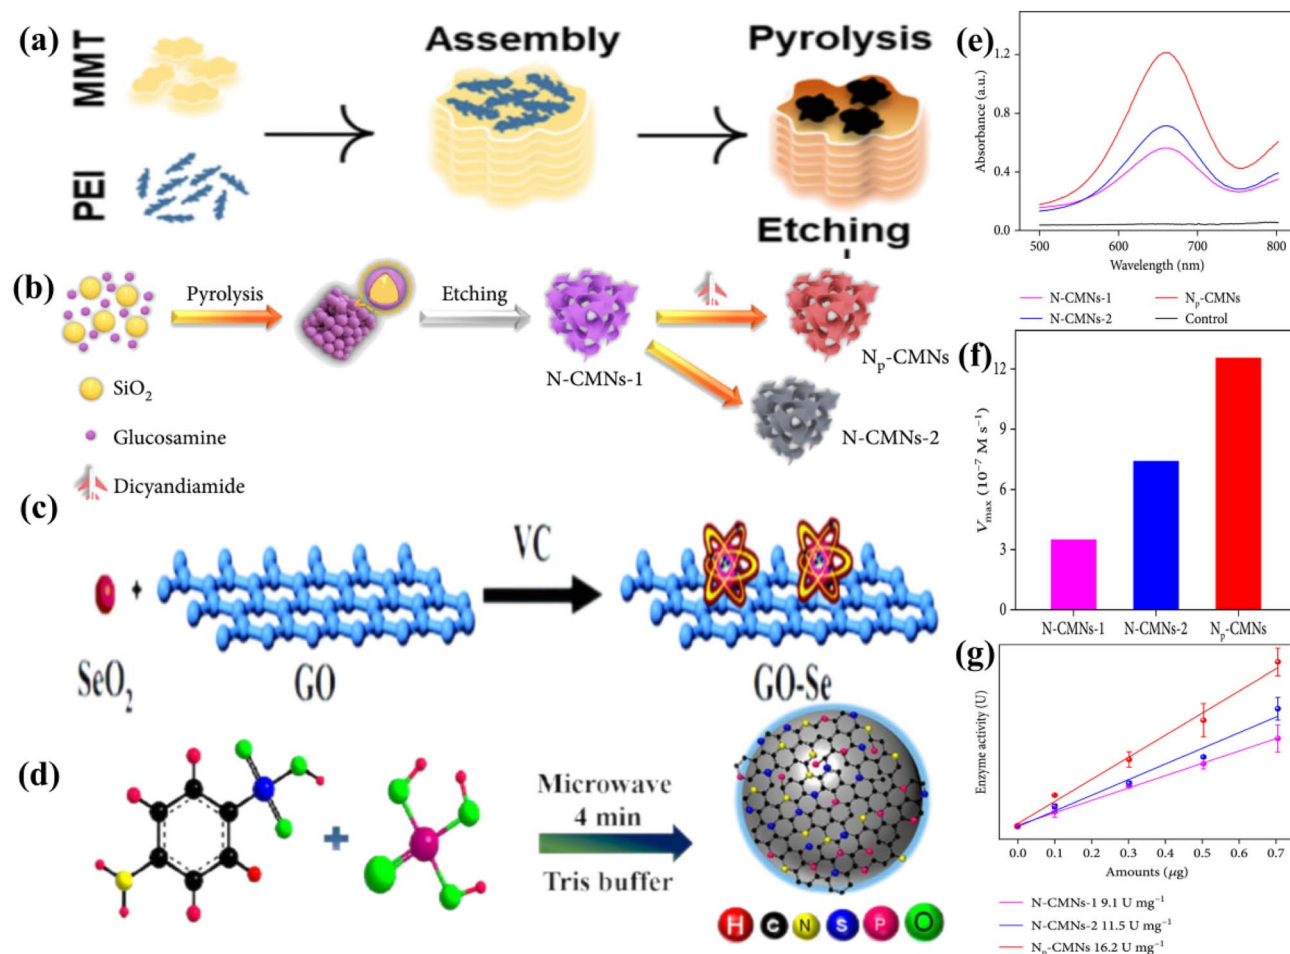 (a)
MMT
PEI
Assembly
Pyrolysis
Etching
(b)
Pyrolysis
Etching
N-CMNs-1
Nₚ-CMNs
N-CMNs-2
SiO₂
Glucosamine
Dicyandiamide
(c)
SeO₂
+
GO
VC
GO-Se
(d)
+
Microwave
4 min
Tris buffer
H C N S P O
(e)
Absorbance (a.u.)
1.2
0.8
0.4
0.0
500 600 700 800
Wavelength (nm)
N-CMNs-1 Nₚ-CMNs
N-CMNs-2 Control
(f)
Vₘₐₓ (10⁻⁷ M s⁻¹)
12
9
6
3
0
N-CMNs-1 N-CMNs-2 Nₚ-CMNs
(g)
Enzyme activity (U)
0.0 0.1 0.2 0.3 0.4 0.5 0.6 0.7
Amounts (μg)
N-CMNs-1 9.1 U mg⁻¹
N-CMNs-2 11.5 U mg⁻¹
Nₚ-CMNs 16.2 U mg⁻¹